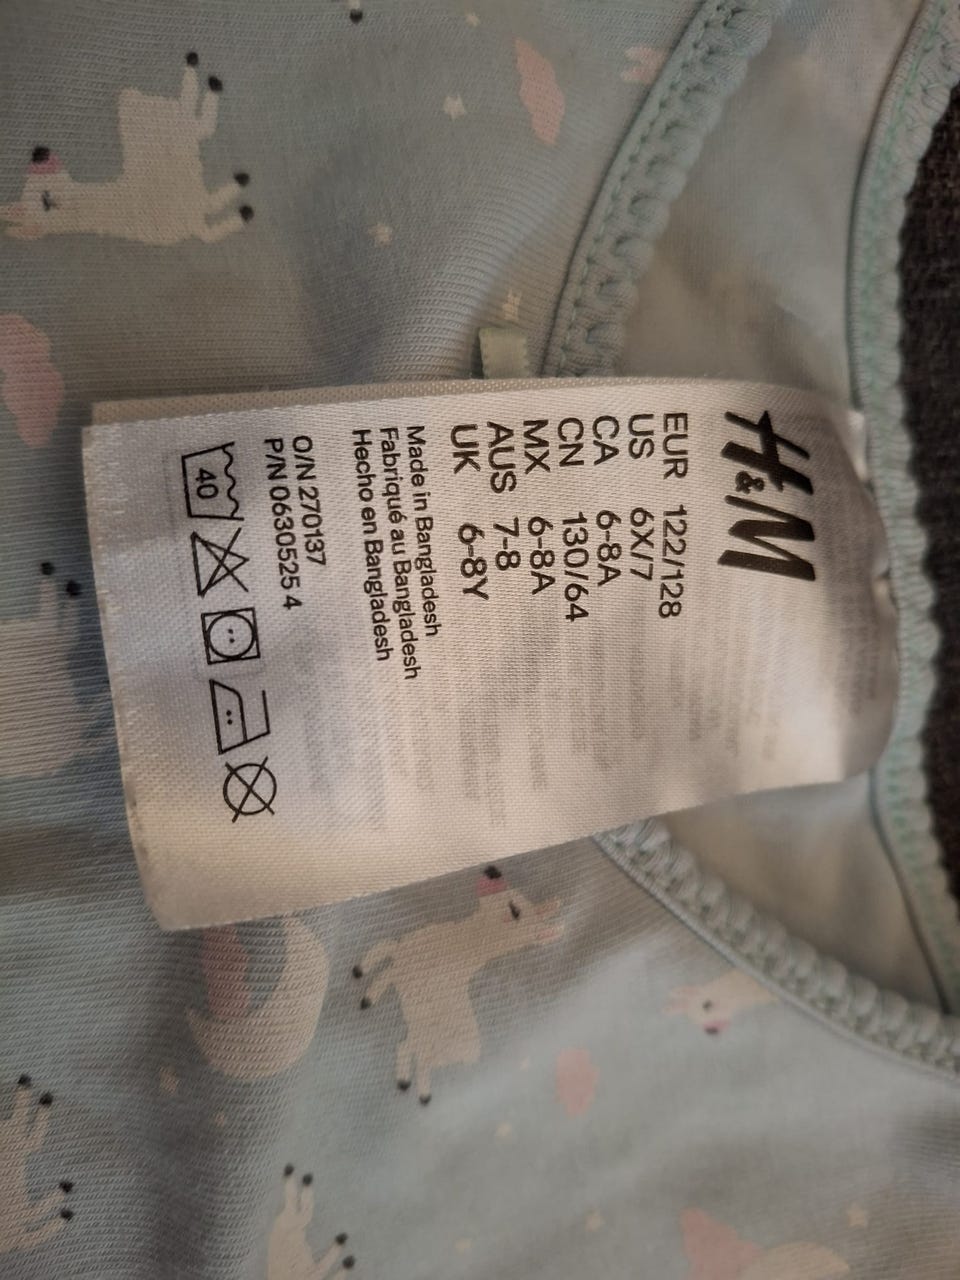 H&M
EUR 122/128
US 6X/7
CA 6-8A
CN 130/64
MX 6-8A
AUS 7-8
UK 6-8Y
Made in Bangladesh
Fabriqué au Bangladesh
Hecho en Bangladesh
O/N 270137
P/N 0630525 4
40